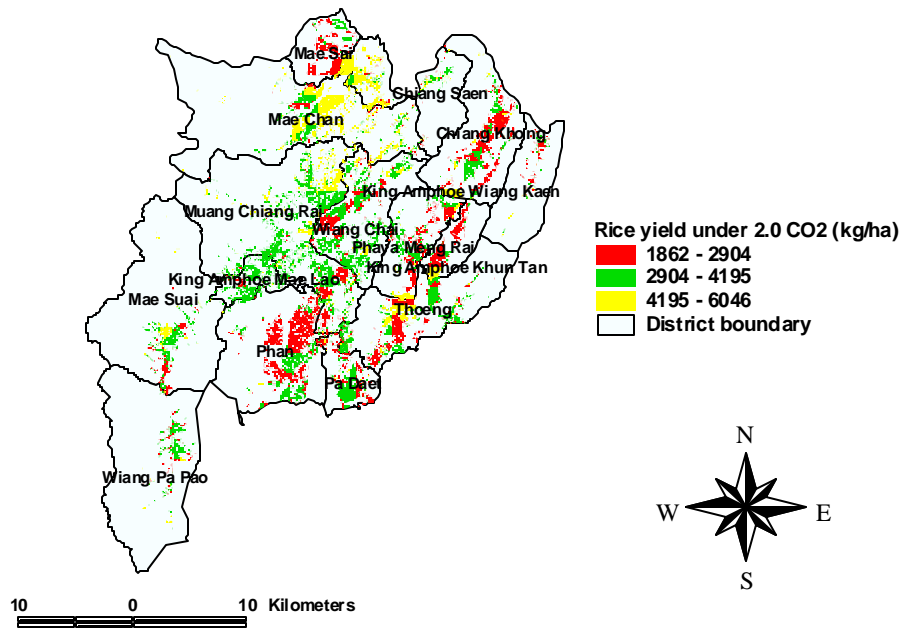 Mae Sai
Chiang Saen
Mae Chan
Chiang Khong
King Amphoe Wiang Kaen
Muang Chiang Rai
Wiang Chai
Phaya Meng Rai
King Amphoe Khun Tan
King Amphoe Mae Lao
Mae Suai
Thoeng
Phan
Pa Daet
Wiang Pa Pao
Rice yield under 2.0 CO2 (kg/ha)
1862 - 2904
2904 - 4195
4195 - 6046
District boundary
N
W
E
S
10 0 10 Kilometers